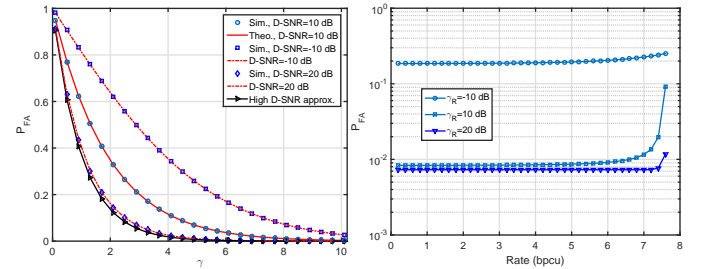 1
0.8
0.6
0.4
0.2
0
0 2 4 6 8 10
P_FA
γ
Sim., D-SNR=10 dB
Theo., D-SNR=10 dB
Sim., D-SNR=-10 dB
D-SNR=-10 dB
Sim., D-SNR=20 dB
D-SNR=20 dB
High D-SNR approx.
10^0
10^-1
10^-2
10^-3
0 1 2 3 4 5 6 7 8
P_FA
Rate (bpcu)
γ_R=-10 dB
γ_R=10 dB
γ_R=20 dB